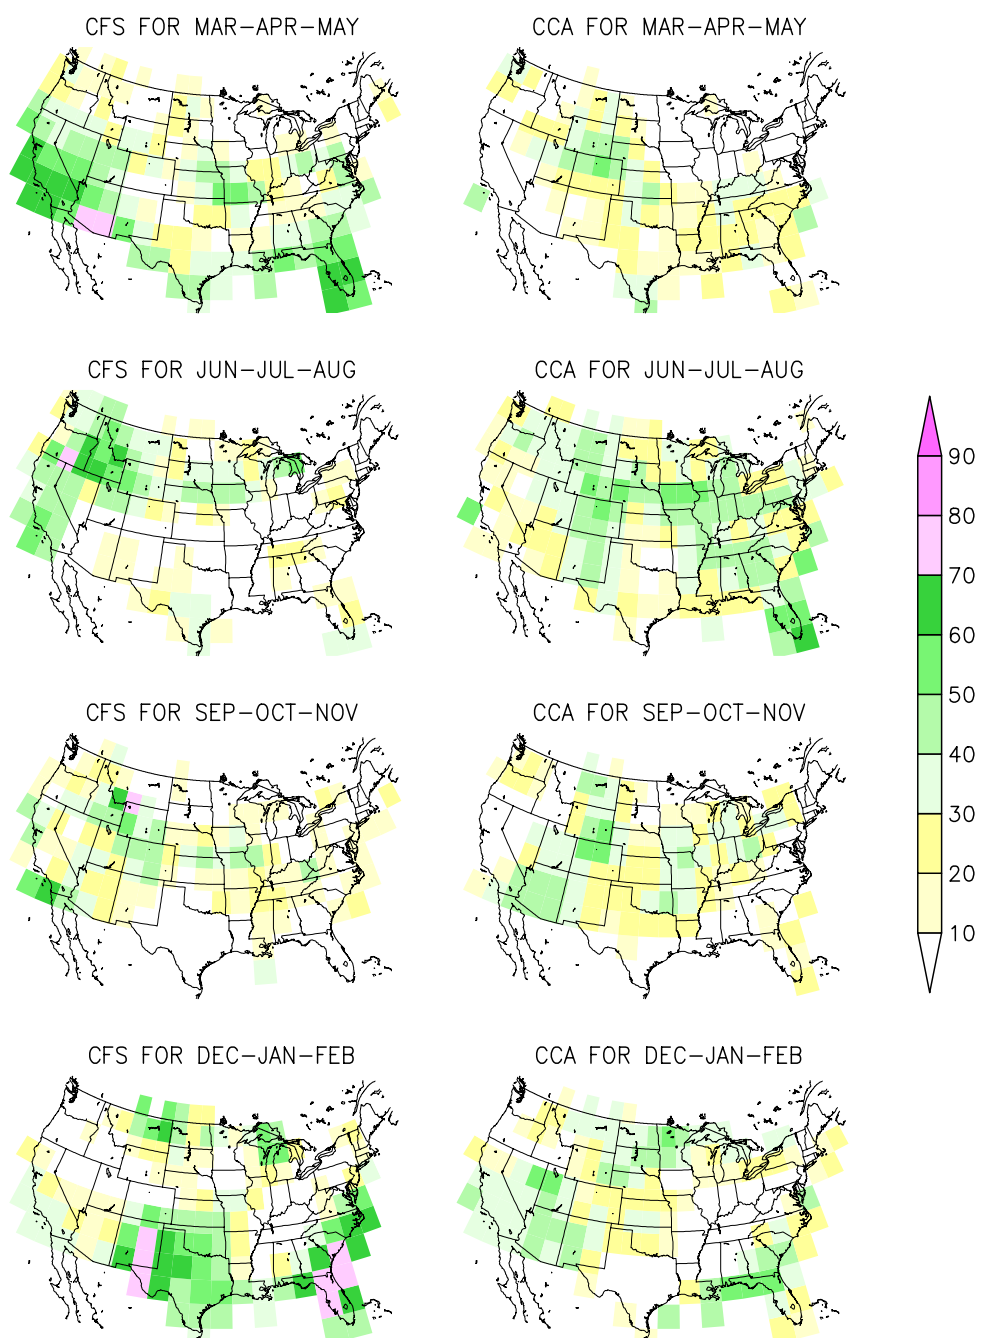 CFS FOR MAR-APR-MAY
CCA FOR MAR-APR-MAY
CFS FOR JUN-JUL-AUG
CCA FOR JUN-JUL-AUG
90
80
70
60
50
40
30
20
10
CFS FOR SEP-OCT-NOV
CCA FOR SEP-OCT-NOV
CFS FOR DEC-JAN-FEB
CCA FOR DEC-JAN-FEB